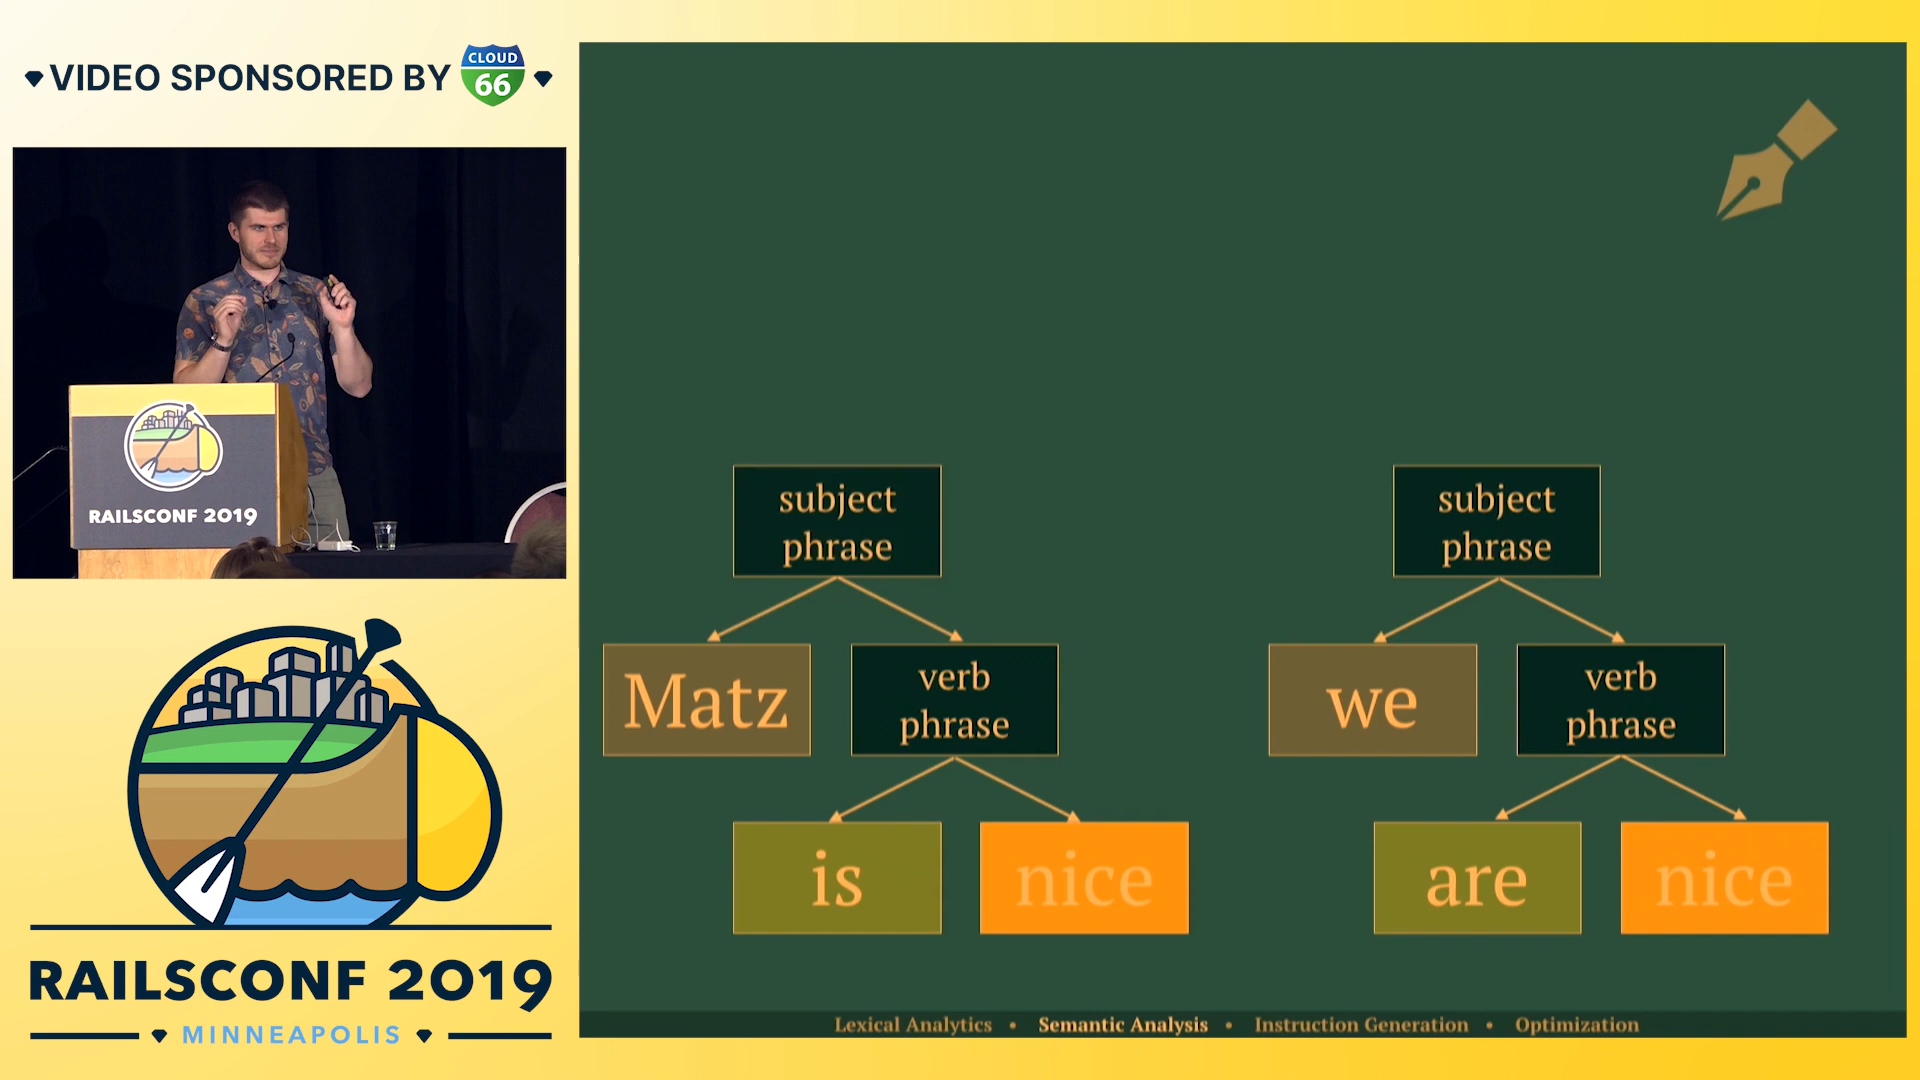 VIDEO SPONSORED BY
CLOUD
66
RAILSCONF 2019
RAILSCONF 2019
MINNEAPOLIS
subject
phrase
Matz
verb
phrase
is
nice
subject
phrase
we
verb
phrase
are
nice
Lexical Analytics • Semantic Analysis • Instruction Generation • Optimization